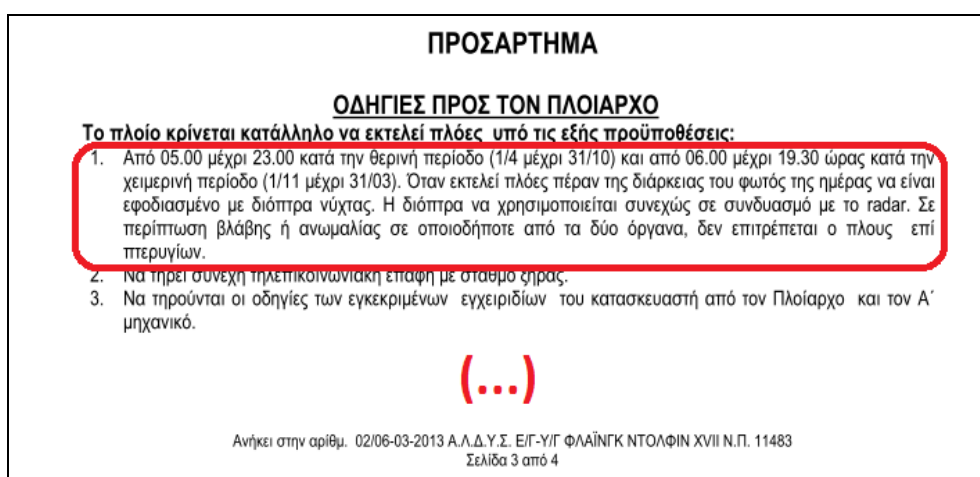 ΠΡΟΣΑΡΤΗΜΑ
ΟΔΗΓΙΕΣ ΠΡΟΣ ΤΟΝ ΠΛΟΙΑΡΧΟ
Το πλοίο κρίνεται κατάλληλο να εκτελεί πλόες υπό τις εξής προϋποθέσεις:
1. Από 05.00 μέχρι 23.00 κατά την θερινή περίοδο (1/4 μέχρι 31/10) και από 06.00 μέχρι 19.30 ώρας κατά την
χειμερινή περίοδο (1/11 μέχρι 31/03). Όταν εκτελεί πλόες πέραν της διάρκειας του φωτός της ημέρας να είναι
εφοδιασμένο με διόπτρα νύχτας. Η διόπτρα να χρησιμοποιείται συνεχώς σε συνδυασμό με το radar. Σε
περίπτωση βλάβης ή ανωμαλίας σε οποιοδήποτε από τα δύο όργανα, δεν επιτρέπεται ο πλους επί
πτερυγίων.
2. Να τηρεί συνεχή τηλεπικοινωνιακή επαφή με σταθμό ξηράς.
3. Να τηρούνται οι οδηγίες των εγκεκριμένων εγχειριδίων του κατασκευαστή από τον Πλοίαρχο και τον Α΄
μηχανικό.
(...)
Ανήκει στην αρίθμ. 02/06-03-2013 Α.Λ.Δ.Υ.Σ. Ε/Γ-Υ/Γ ΦΛΑΪΝΓΚ ΝΤΟΛΦΙΝ XVII Ν.Π. 11483
Σελίδα 3 από 4